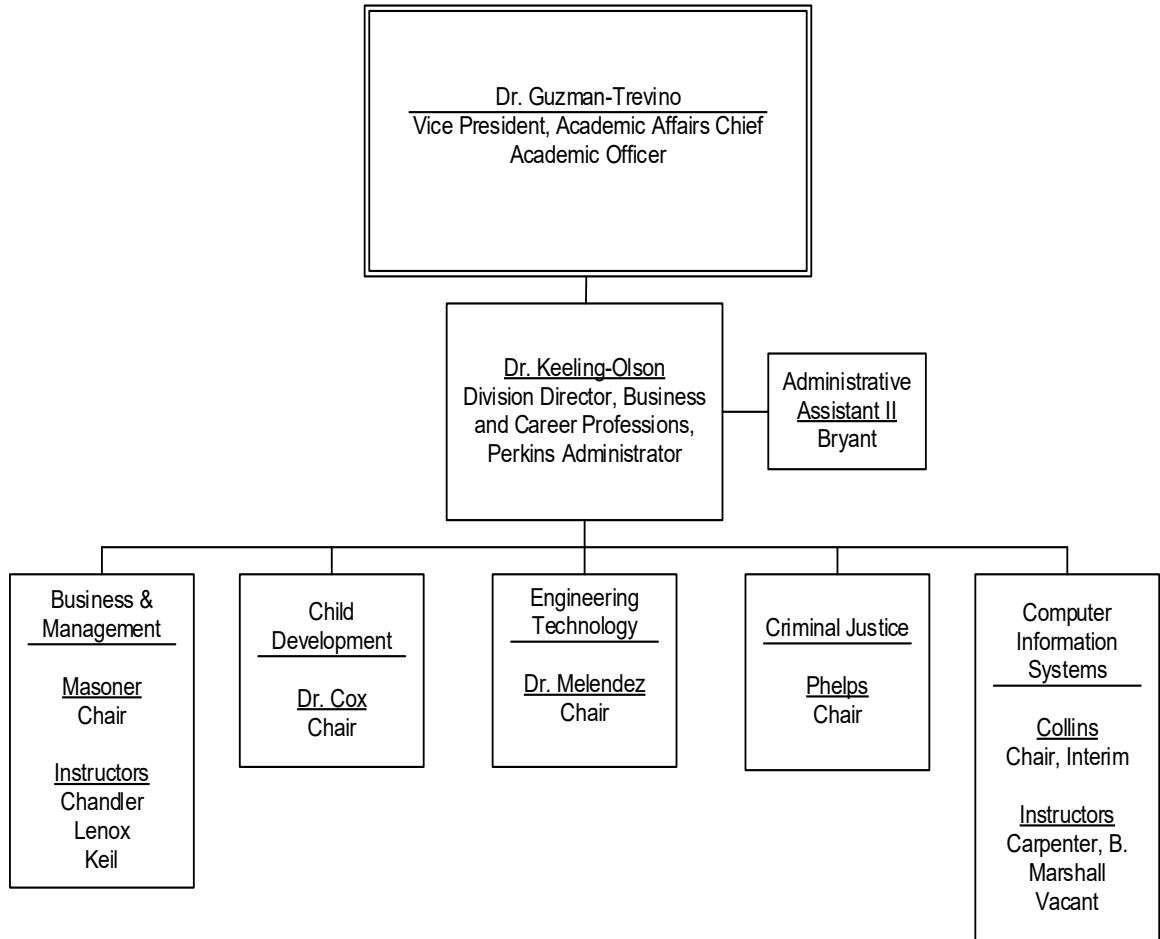 Dr. Guzman-Trevino
Vice President, Academic Affairs Chief
Academic Officer
Dr. Keeling-Olson
Division Director, Business
and Career Professions,
Perkins Administrator
Administrative
Assistant II
Bryant
Business &
Management
Masoner
Chair
Instructors
Chandler
Lenox
Keil
Child
Development
Dr. Cox
Chair
Engineering
Technology
Dr. Melendez
Chair
Criminal Justice
Phelps
Chair
Computer
Information
Systems
Collins
Chair, Interim
Instructors
Carpenter, B.
Marshall
Vacant